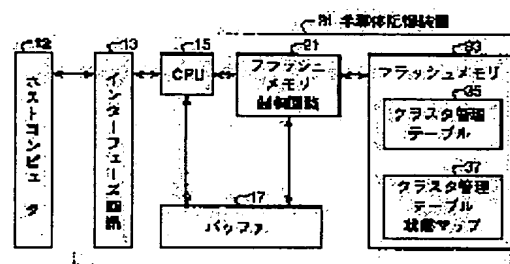 半導体記憶装置
12
13
15
21
23
ホストコンピュータ
インターフェース回路
CPU
フラッシュ
メモリ
制御回路
フラッシュメモリ
35
クラスタ管理
テーブル
37
クラスタ管理
テーブル
状態マップ
17
バッファ